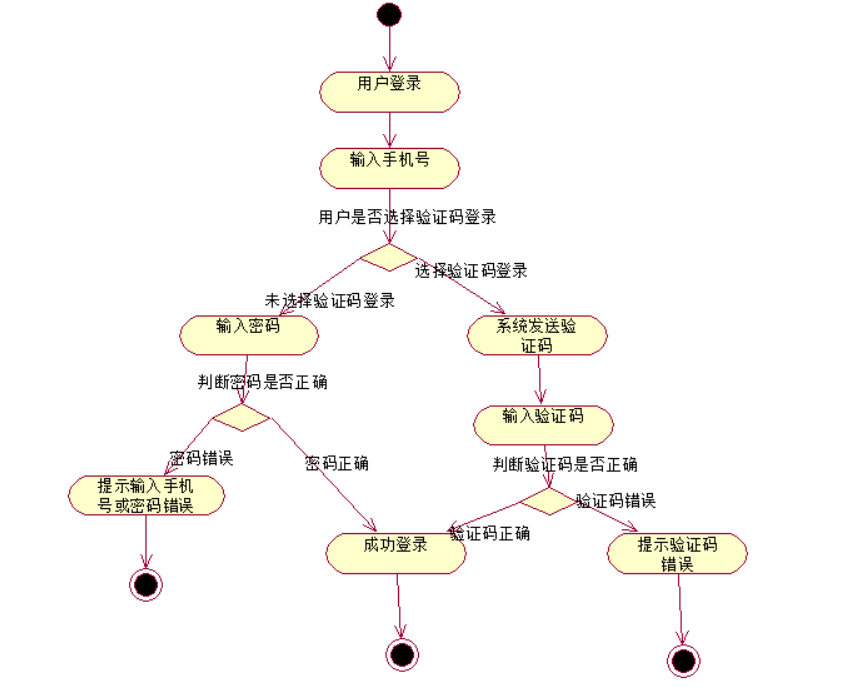 用户登录
输入手机号
用户是否选择验证码登录
选择验证码登录
未选择验证码登录
输入密码
系统发送验
证码
判断密码是否正确
输入验证码
密码错误
密码正确
判断验证码是否正确
提示输入手机
号或密码错误
验证码错误
验证码正确
成功登录
提示验证码
错误